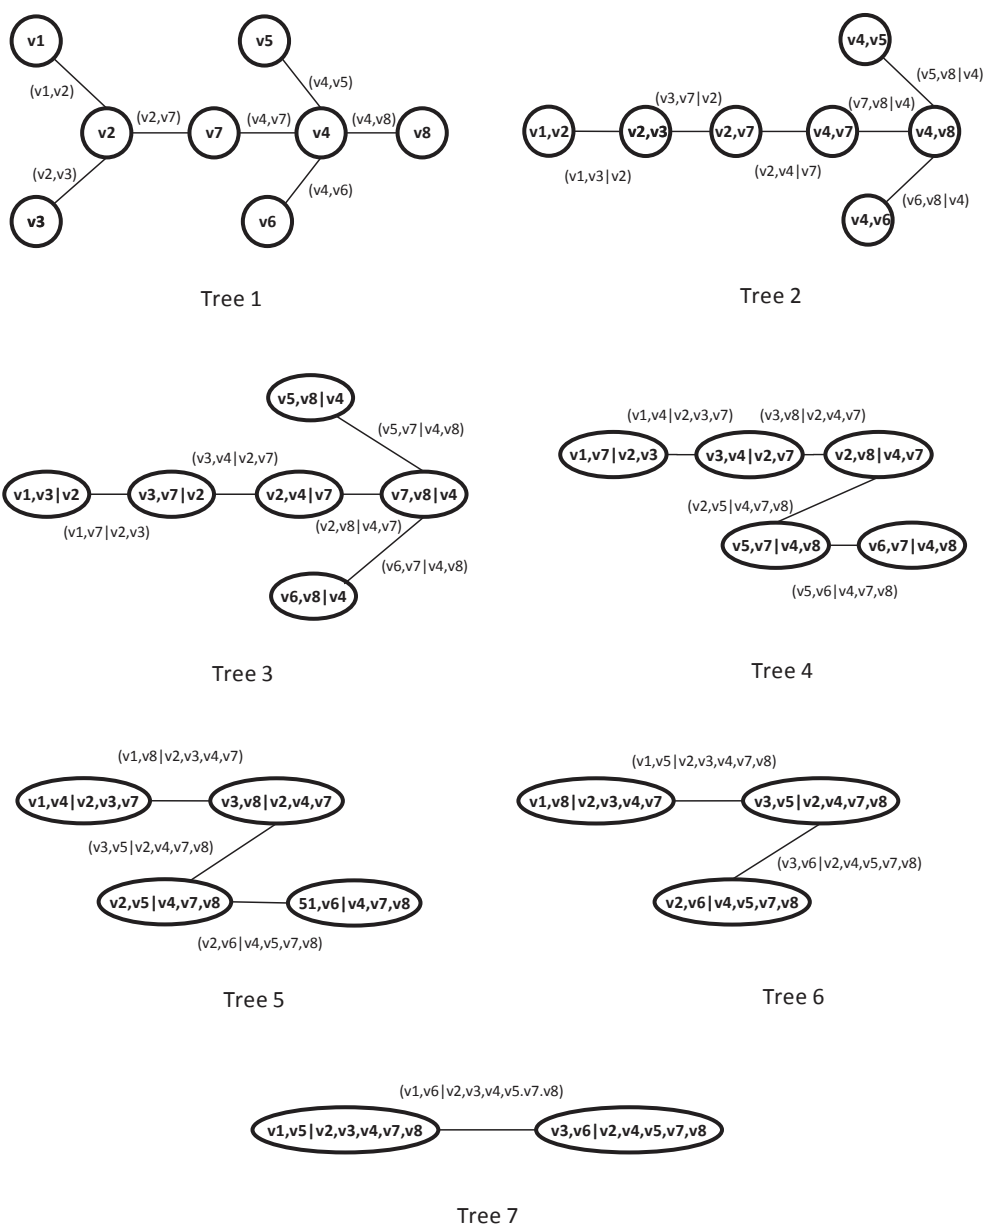 v1
v5
(v1,v2)
(v4,v5)
(v2,v7)
(v4,v7)
(v4,v8)
v2
v7
v4
v8
(v2,v3)
(v4,v6)
v3
v6
Tree 1
v4,v5
(v5,v8|v4)
(v3,v7|v2)
(v7,v8|v4)
v1,v2
v2,v3
v2,v7
v4,v7
v4,v8
(v1,v3|v2)
(v2,v4|v7)
(v6,v8|v4)
v4,v6
Tree 2
v5,v8|v4
(v5,v7|v4,v8)
(v3,v4|v2,v7)
v1,v3|v2
v3,v7|v2
v2,v4|v7
v7,v8|v4
(v1,v7|v2,v3)
(v2,v8|v4,v7)
(v6,v7|v4,v8)
v6,v8|v4
Tree 3
(v1,v4|v2,v3,v7)
(v3,v8|v2,v4,v7)
v1,v7|v2,v3
v3,v4|v2,v7
v2,v8|v4,v7
(v2,v5|v4,v7,v8)
v5,v7|v4,v8
v6,v7|v4,v8
(v5,v6|v4,v7,v8)
Tree 4
(v1,v8|v2,v3,v4,v7)
v1,v4|v2,v3,v7
v3,v8|v2,v4,v7
(v3,v5|v2,v4,v7,v8)
v2,v5|v4,v7,v8
51,v6|v4,v7,v8
(v2,v6|v4,v5,v7,v8)
Tree 5
(v1,v5|v2,v3,v4,v7,v8)
v1,v8|v2,v3,v4,v7
v3,v5|v2,v4,v7,v8
(v3,v6|v2,v4,v5,v7,v8)
v2,v6|v4,v5,v7,v8
Tree 6
(v1,v6|v2,v3,v4,v5.v7.v8)
v1,v5|v2,v3,v4,v7,v8
v3,v6|v2,v4,v5,v7,v8
Tree 7